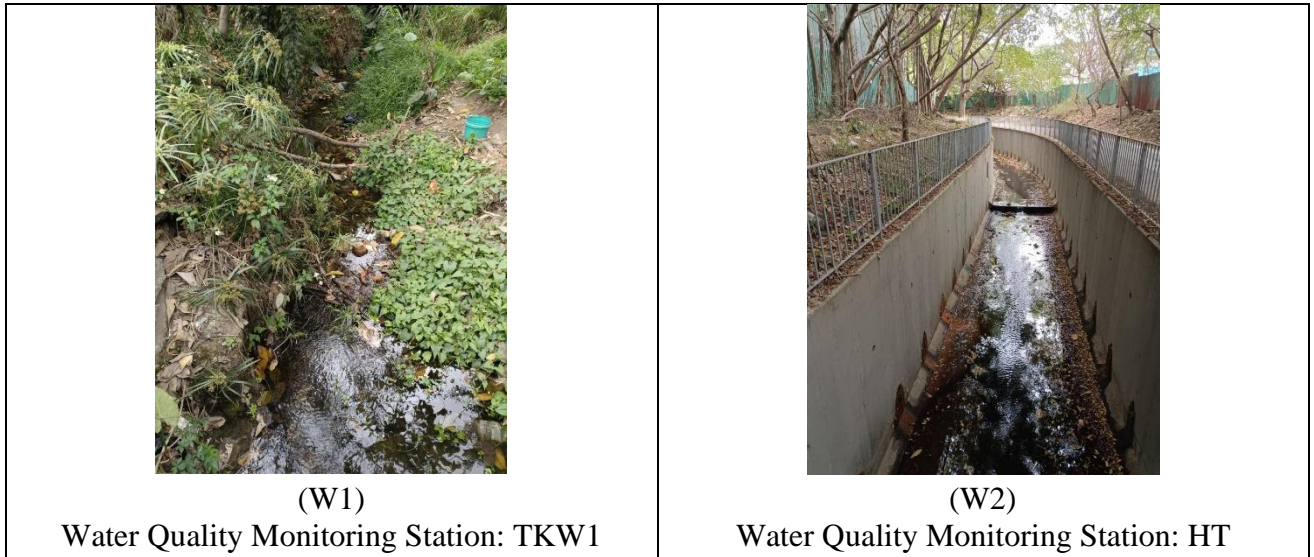 (W1)
Water Quality Monitoring Station: TKW1
(W2)
Water Quality Monitoring Station: HT